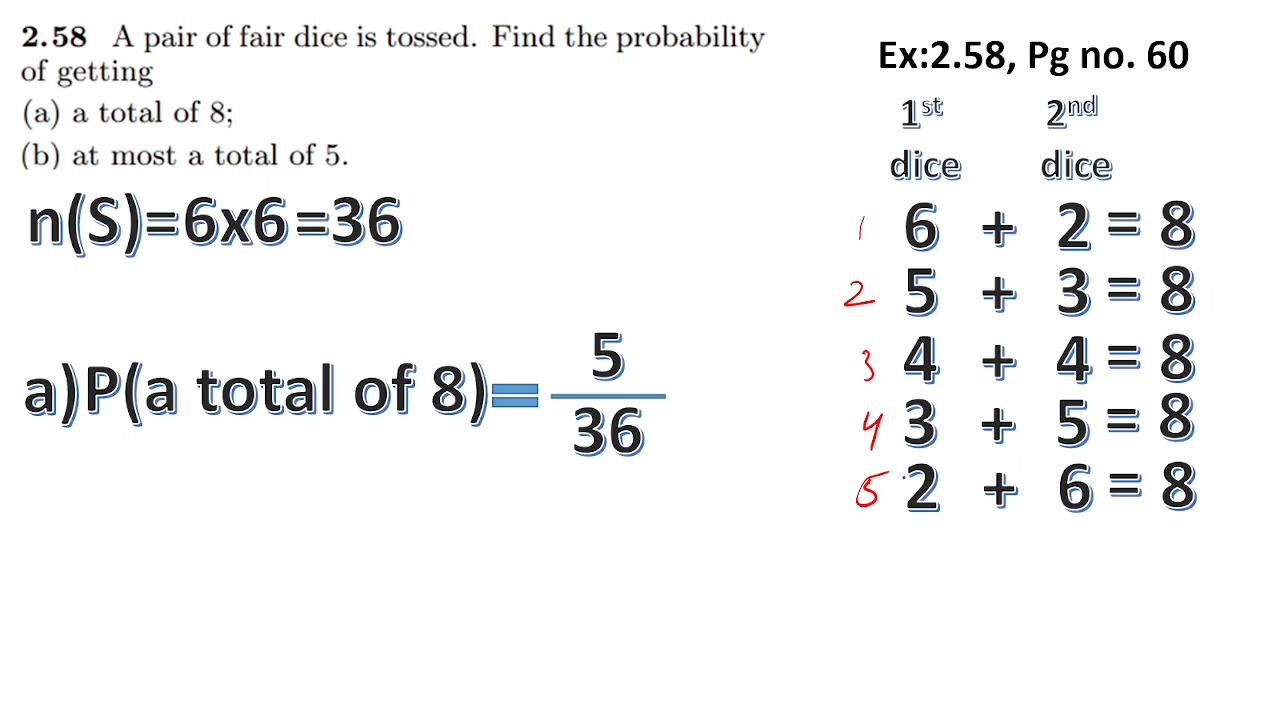 2.58 A pair of fair dice is tossed. Find the probability
of getting
(a) a total of 8;
(b) at most a total of 5.
n(S)=6x6=36
a)P(a total of 8)= 5/36
Ex:2.58, Pg no. 60
1st 2nd
dice dice
1 6 + 2 = 8
2 5 + 3 = 8
3 4 + 4 = 8
4 3 + 5 = 8
5 2 + 6 = 8